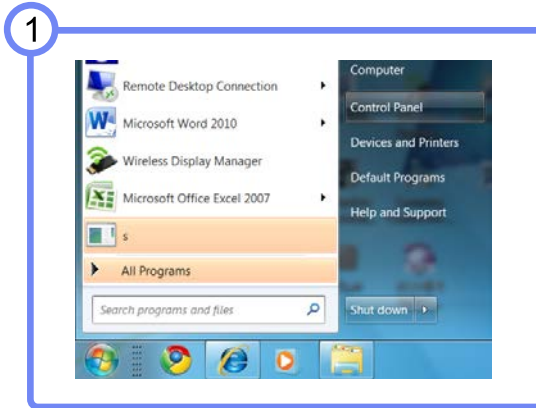 1
Remote Desktop Connection
Microsoft Word 2010
Wireless Display Manager
Microsoft Office Excel 2007
s
All Programs
Search programs and files
Computer
Control Panel
Devices and Printers
Default Programs
Help and Support
Shut down